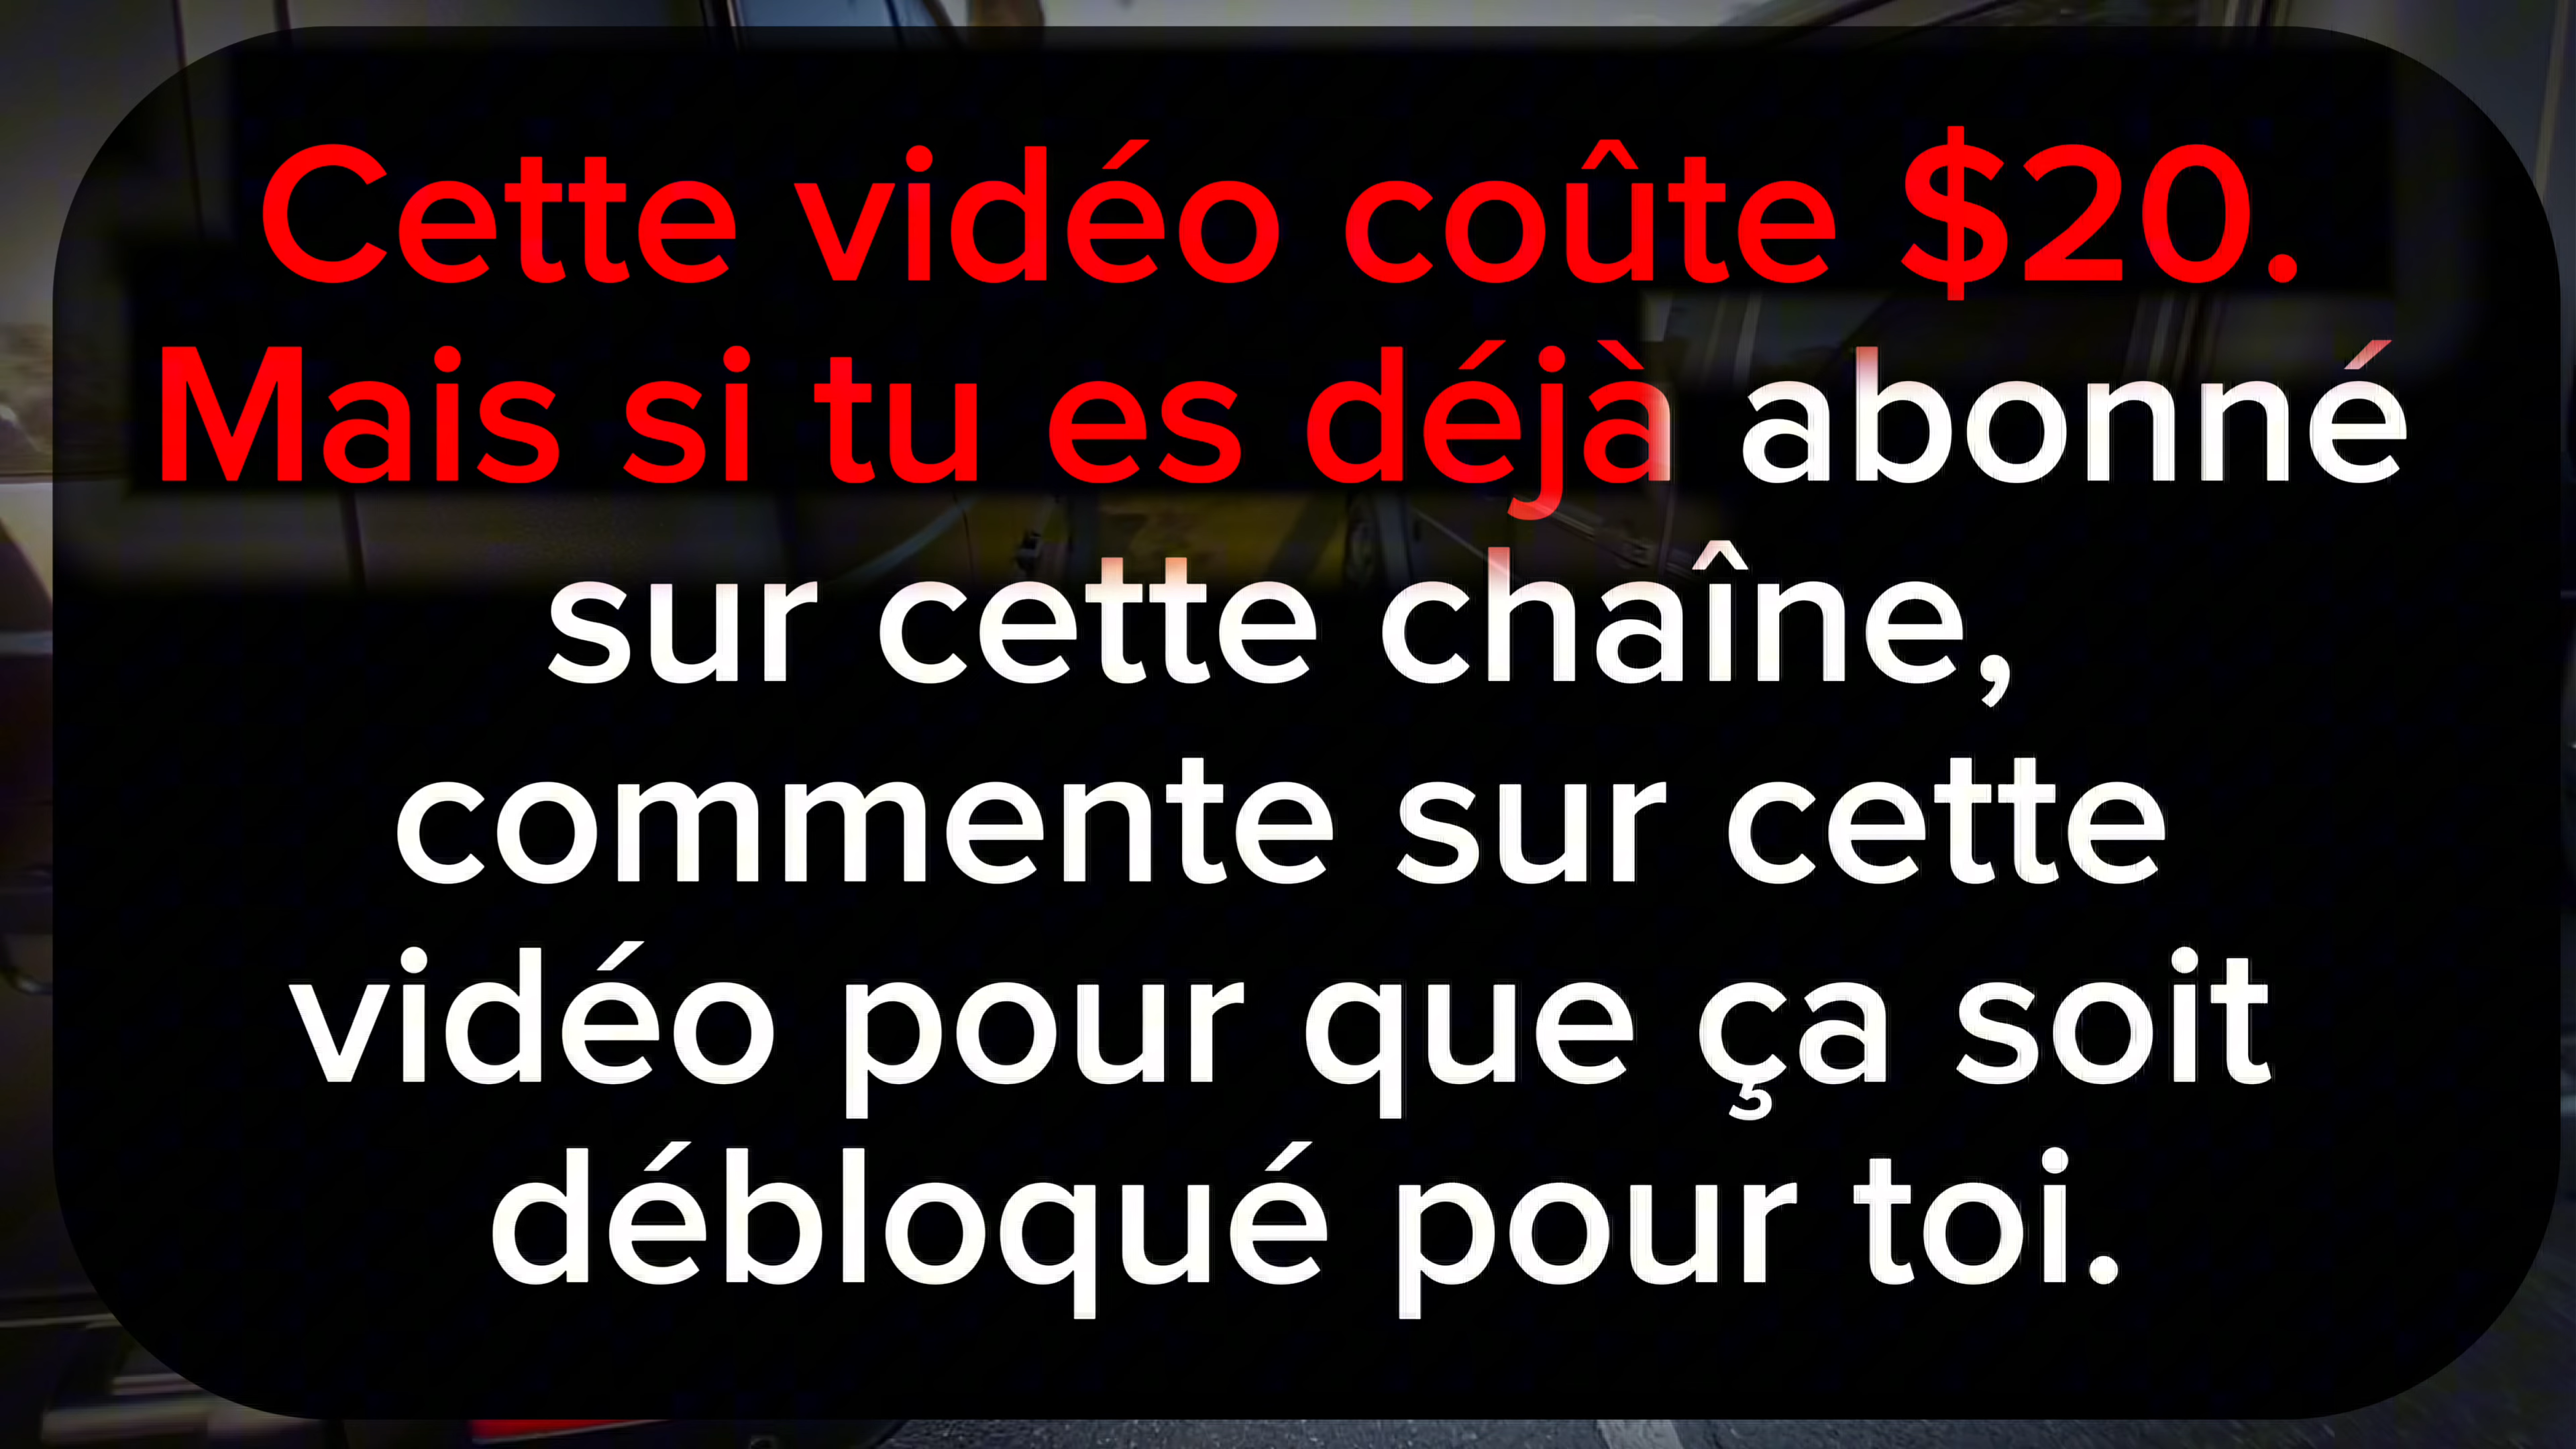 Cette vidéo coûte $20.
Mais si tu es déjà abonné
sur cette chaîne,
commente sur cette
vidéo pour que ça soit
débloqué pour toi.